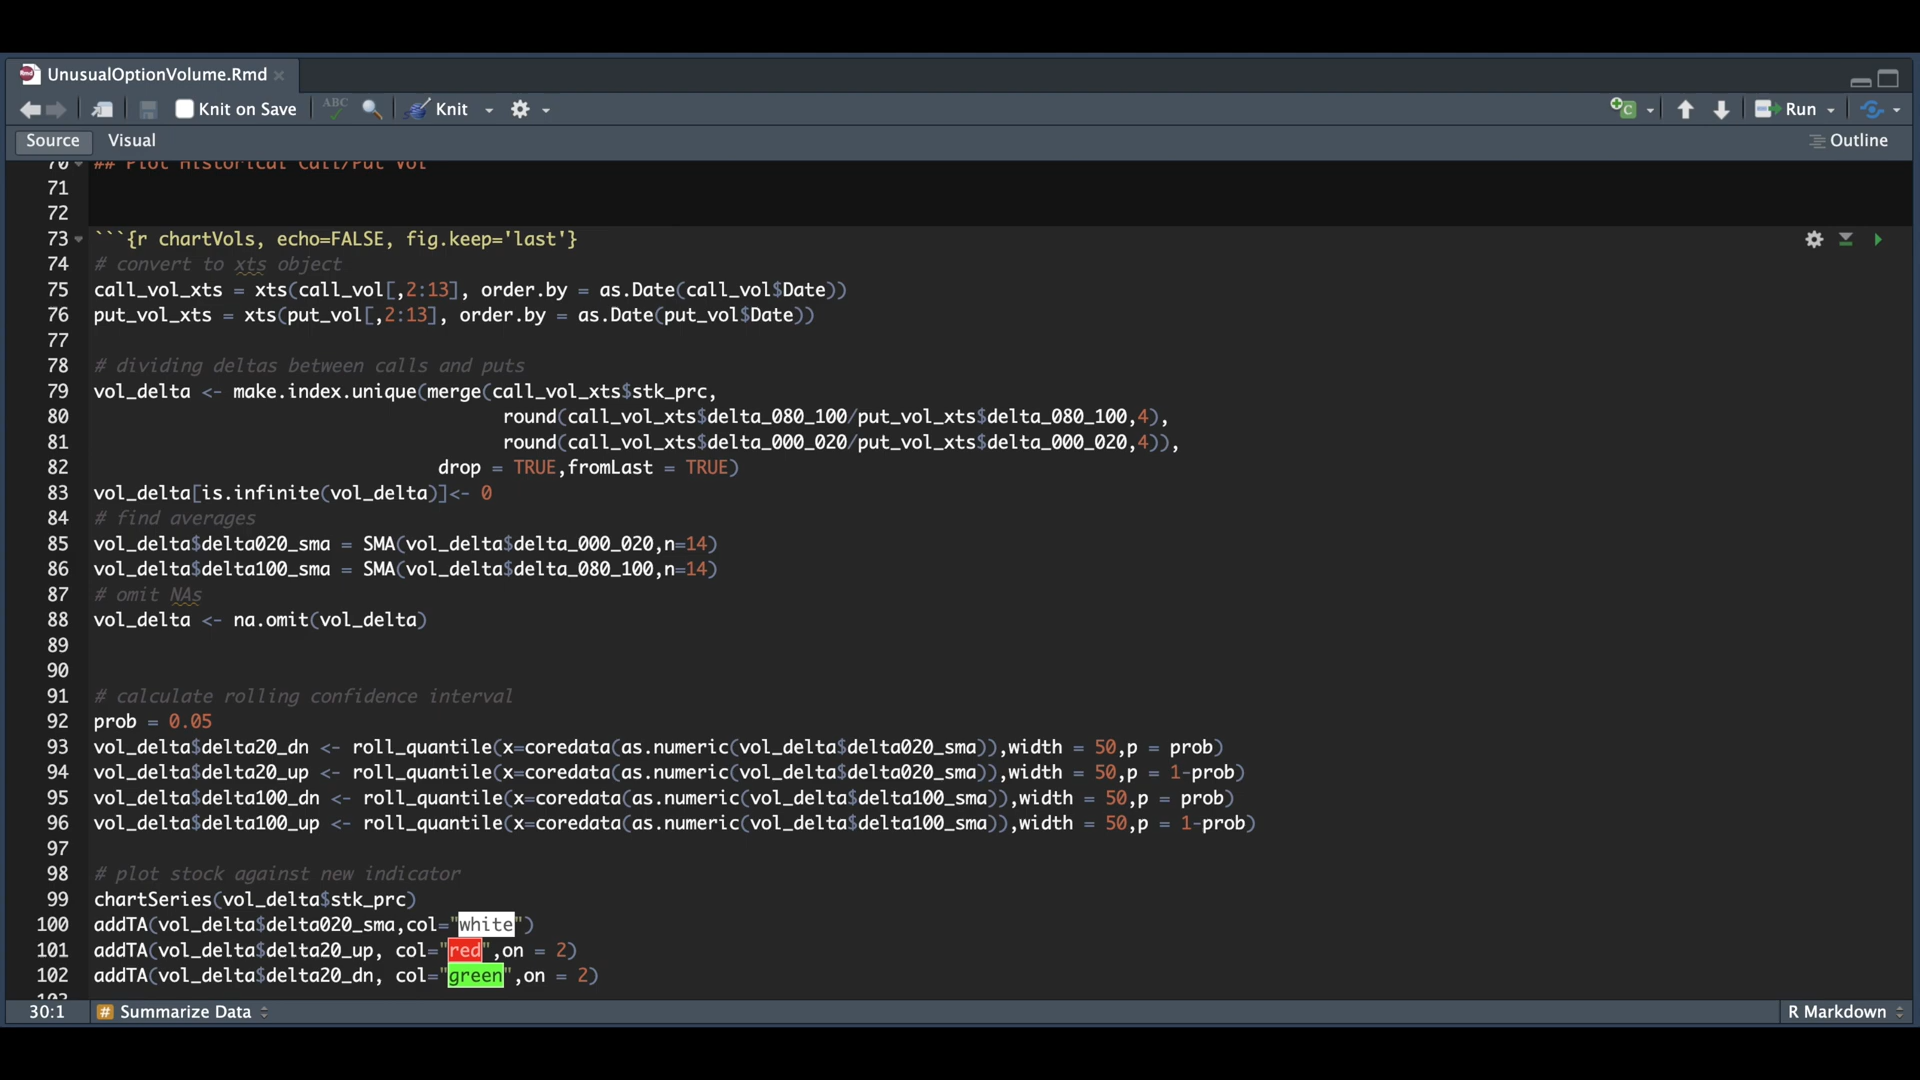 UnusualOptionVolume.Rmd
Knit on Save
ABC
Knit
Run
Source
Visual
Outline
70 ## Plot Historical Call/Put Vol
71
72
73 ```{r chartVols, echo=FALSE, fig.keep='last'}
74 # convert to xts object
75 call_vol_xts = xts(call_vol[,2:13], order.by = as.Date(call_vol$Date))
76 put_vol_xts = xts(put_vol[,2:13], order.by = as.Date(put_vol$Date))
77
78 # dividing deltas between calls and puts
79 vol_delta <- make.index.unique(merge(call_vol_xts$stk_prc,
80 round(call_vol_xts$delta_080_100/put_vol_xts$delta_080_100,4),
81 round(call_vol_xts$delta_000_020/put_vol_xts$delta_000_020,4)),
82 drop = TRUE,fromLast = TRUE)
83 vol_delta[is.infinite(vol_delta)]<- 0
84 # find averages
85 vol_delta$delta020_sma = SMA(vol_delta$delta_000_020,n=14)
86 vol_delta$delta100_sma = SMA(vol_delta$delta_080_100,n=14)
87 # omit NAs
88 vol_delta <- na.omit(vol_delta)
89
90
91 # calculate rolling confidence interval
92 prob = 0.05
93 vol_delta$delta20_dn <- roll_quantile(x=coredata(as.numeric(vol_delta$delta020_sma)),width = 50,p = prob)
94 vol_delta$delta20_up <- roll_quantile(x=coredata(as.numeric(vol_delta$delta020_sma)),width = 50,p = 1-prob)
95 vol_delta$delta100_dn <- roll_quantile(x=coredata(as.numeric(vol_delta$delta100_sma)),width = 50,p = prob)
96 vol_delta$delta100_up <- roll_quantile(x=coredata(as.numeric(vol_delta$delta100_sma)),width = 50,p = 1-prob)
97
98 # plot stock against new indicator
99 chartSeries(vol_delta$stk_prc)
100 addTA(vol_delta$delta020_sma,col="white")
101 addTA(vol_delta$delta20_up, col="red",on = 2)
102 addTA(vol_delta$delta20_dn, col="green",on = 2)
103
30:1 # Summarize Data
R Markdown